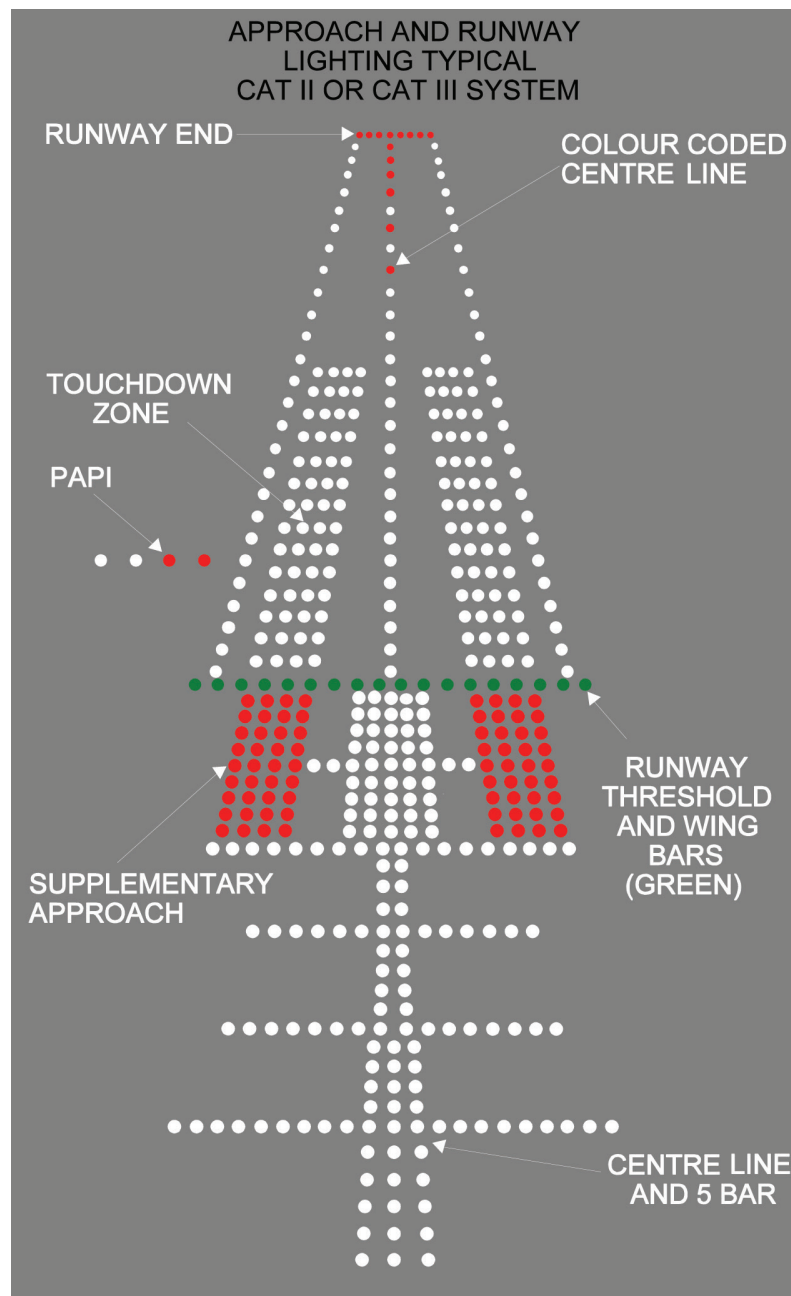 APPROACH AND RUNWAY
LIGHTING TYPICAL
CAT II OR CAT III SYSTEM
RUNWAY END
COLOUR CODED
CENTRE LINE
TOUCHDOWN
ZONE
PAPI
RUNWAY
THRESHOLD
AND WING
BARS
(GREEN)
SUPPLEMENTARY
APPROACH
CENTRE LINE
AND 5 BAR